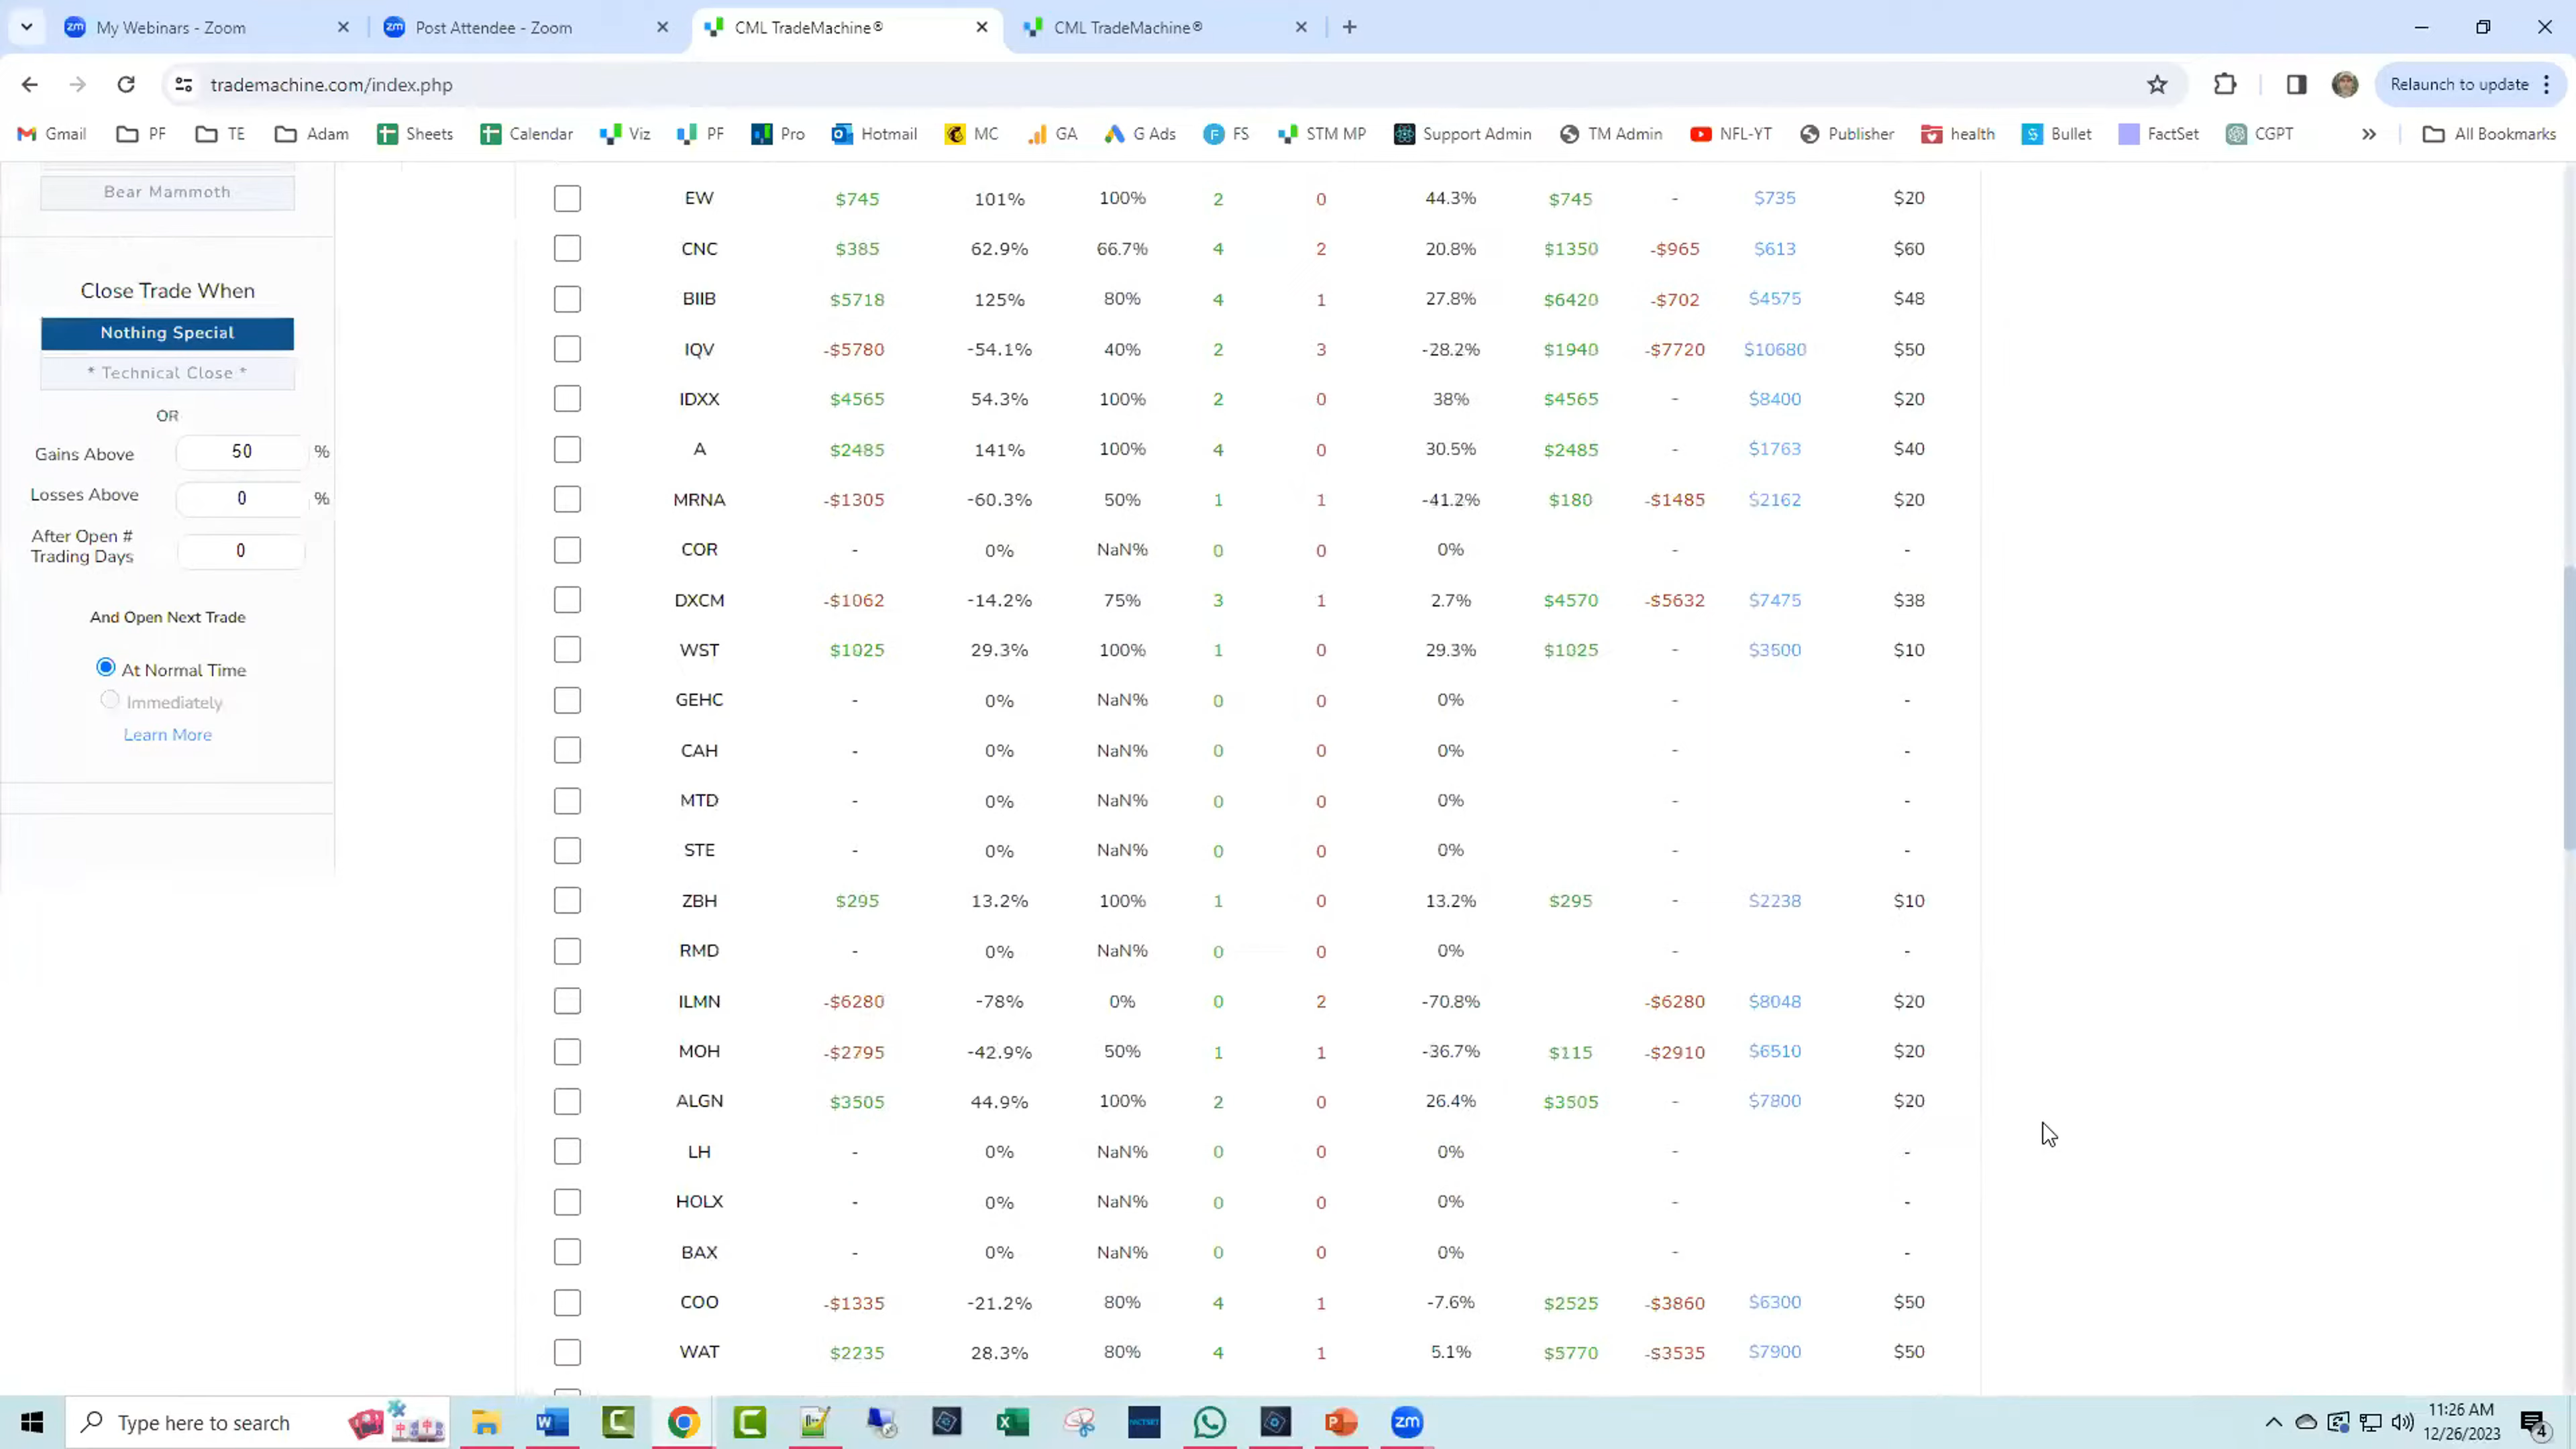 My Webinars - Zoom
Post Attendee - Zoom
CML TradeMachine®
CML TradeMachine®
trademachine.com/index.php
Relaunch to update
Gmail PF TE Adam Sheets Calendar Viz PF Pro Hotmail MC GA G Ads FS STM MP Support Admin TM Admin NFL-YT Publisher health Bullet FactSet CGPT » All Bookmarks
Bear Mammoth
Close Trade When
Nothing Special
* Technical Close *
OR
Gains Above 50 %
Losses Above 0 %
After Open #
Trading Days 0
And Open Next Trade
At Normal Time
Immediately
Learn More
EW $745 101% 100% 2 0 44.3% $745 - $735 $20
CNC $385 62.9% 66.7% 4 2 20.8% $1350 -$965 $613 $60
BIIB $5718 125% 80% 4 1 27.8% $6420 -$702 $4575 $48
IQV -$5780 -54.1% 40% 2 3 -28.2% $1940 -$7720 $10680 $50
IDXX $4565 54.3% 100% 2 0 38% $4565 - $8400 $20
A $2485 141% 100% 4 0 30.5% $2485 - $1763 $40
MRNA -$1305 -60.3% 50% 1 1 -41.2% $180 -$1485 $2162 $20
COR - 0% NaN% 0 0 0% - -
DXCM -$1062 -14.2% 75% 3 1 2.7% $4570 -$5632 $7475 $38
WST $1025 29.3% 100% 1 0 29.3% $1025 - $3500 $10
GEHC - 0% NaN% 0 0 0% - -
CAH - 0% NaN% 0 0 0% - -
MTD - 0% NaN% 0 0 0% - -
STE - 0% NaN% 0 0 0% - -
ZBH $295 13.2% 100% 1 0 13.2% $295 - $2238 $10
RMD - 0% NaN% 0 0 0% - -
ILMN -$6280 -78% 0% 0 2 -70.8% -$6280 $8048 $20
MOH -$2795 -42.9% 50% 1 1 -36.7% $115 -$2910 $6510 $20
ALGN $3505 44.9% 100% 2 0 26.4% $3505 - $7800 $20
LH - 0% NaN% 0 0 0% - -
HOLX - 0% NaN% 0 0 0% - -
BAX - 0% NaN% 0 0 0% - -
COO -$1335 -21.2% 80% 4 1 -7.6% $2525 -$3860 $6300 $50
WAT $2235 28.3% 80% 4 1 5.1% $5770 -$3535 $7900 $50
Type here to search
11:26 AM
12/26/2023
4